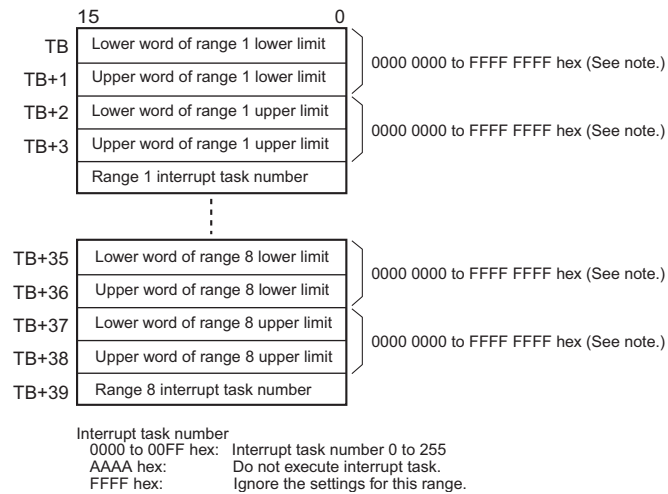 15 0
TB Lower word of range 1 lower limit
TB+1 Upper word of range 1 lower limit
0000 0000 to FFFF FFFF hex (See note.)
TB+2 Lower word of range 1 upper limit
TB+3 Upper word of range 1 upper limit
0000 0000 to FFFF FFFF hex (See note.)
Range 1 interrupt task number
TB+35 Lower word of range 8 lower limit
TB+36 Upper word of range 8 lower limit
0000 0000 to FFFF FFFF hex (See note.)
TB+37 Lower word of range 8 upper limit
TB+38 Upper word of range 8 upper limit
0000 0000 to FFFF FFFF hex (See note.)
TB+39 Range 8 interrupt task number
Interrupt task number
0000 to 00FF hex: Interrupt task number 0 to 255
AAAA hex: Do not execute interrupt task.
FFFF hex: Ignore the settings for this range.